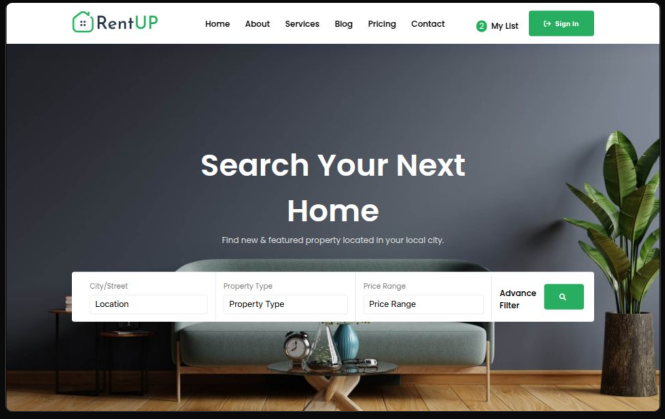 RentUP
Home About Services Blog Pricing Contact 2 My List Sign In
Search Your Next
Home
Find new & featured property located in your local city.
City/Street Property Type Price Range
Location Property Type Price Range
Advance
Filter